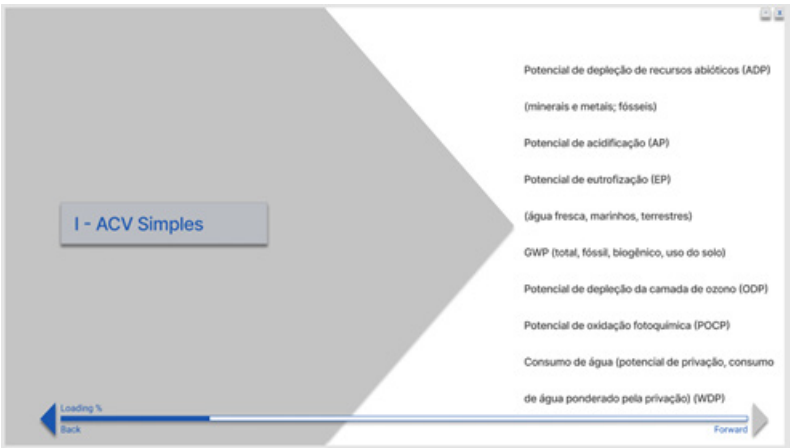 I - ACV Simples
Potencial de depleção de recursos abióticos (ADP)
(minerais e metais; fósseis)
Potencial de acidificação (AP)
Potencial de eutrofização (EP)
(água fresca, marinhos, terrestres)
GWP (total, fóssil, biogênico, uso do solo)
Potencial de depleção da camada de ozono (ODP)
Potencial de oxidação fotoquímica (POCP)
Consumo de água (potencial de privação, consumo
de água ponderado pela privação) (WDP)
Loading %
Back
Forward